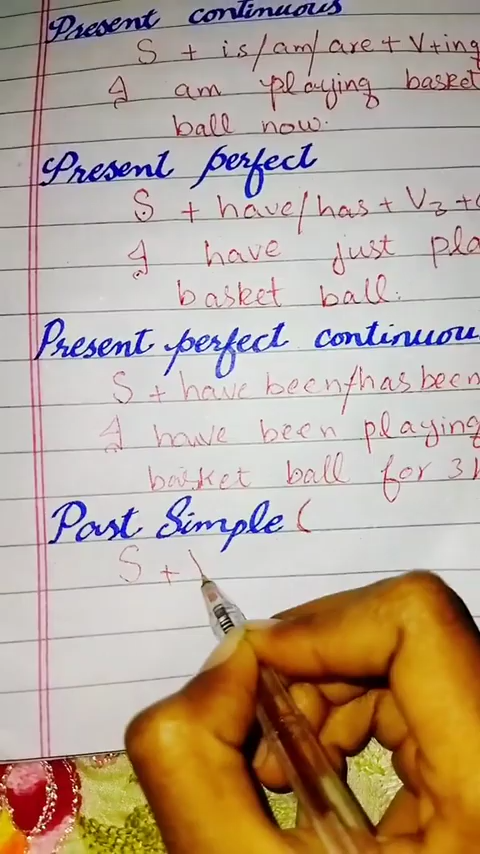 Present continuous
S + is/am/are + V+ing
I am playing basket
ball now.
Present perfect
S + have/has + V3 +
I have just pla
basket ball.
Present perfect continuou
S + have been/has been
I have been playing
basket ball for 3
Past Simple (
S +